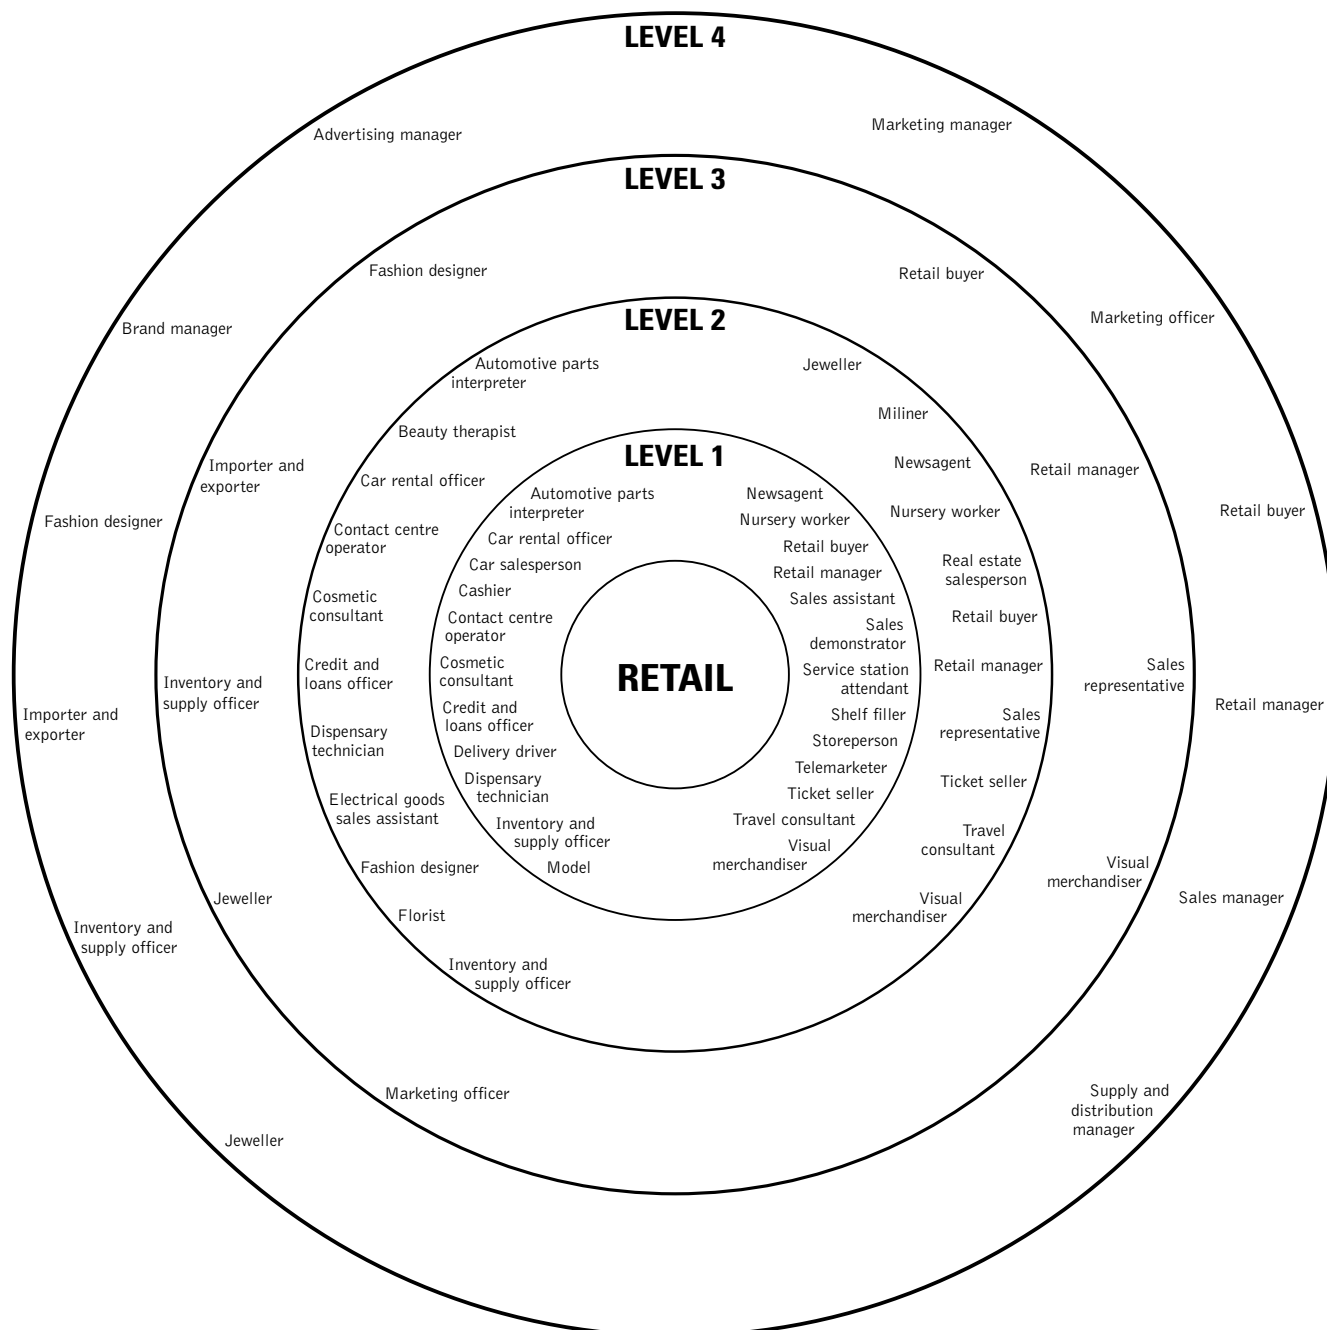 LEVEL 4
Advertising manager
Brand manager
Fashion designer
Importer and
exporter
Inventory and
supply officer
Jeweller
Marketing manager
Marketing officer
Retail buyer
Retail manager
Sales manager
Supply and
distribution
manager
LEVEL 3
Fashion designer
Importer and
exporter
Inventory and
supply officer
Jeweller
Marketing officer
Retail buyer
Retail manager
Sales
representative
Visual
merchandiser
LEVEL 2
Automotive parts
interpreter
Beauty therapist
Car rental officer
Contact centre
operator
Cosmetic
consultant
Credit and
loans officer
Dispensary
technician
Electrical goods
sales assistant
Fashion designer
Florist
Inventory and
supply officer
Jeweller
Miliner
Newsagent
Nursery worker
Real estate
salesperson
Retail buyer
Retail manager
Sales
representative
Ticket seller
Travel
consultant
Visual
merchandiser
LEVEL 1
Automotive parts
interpreter
Car rental officer
Car salesperson
Cashier
Contact centre
operator
Cosmetic
consultant
Credit and
loans officer
Delivery driver
Dispensary
technician
Inventory and
supply officer
Model
Newsagent
Nursery worker
Retail buyer
Retail manager
Sales assistant
Sales
demonstrator
Service station
attendant
Shelf filler
Storeperson
Telemarketer
Ticket seller
Travel consultant
Visual
merchandiser
RETAIL